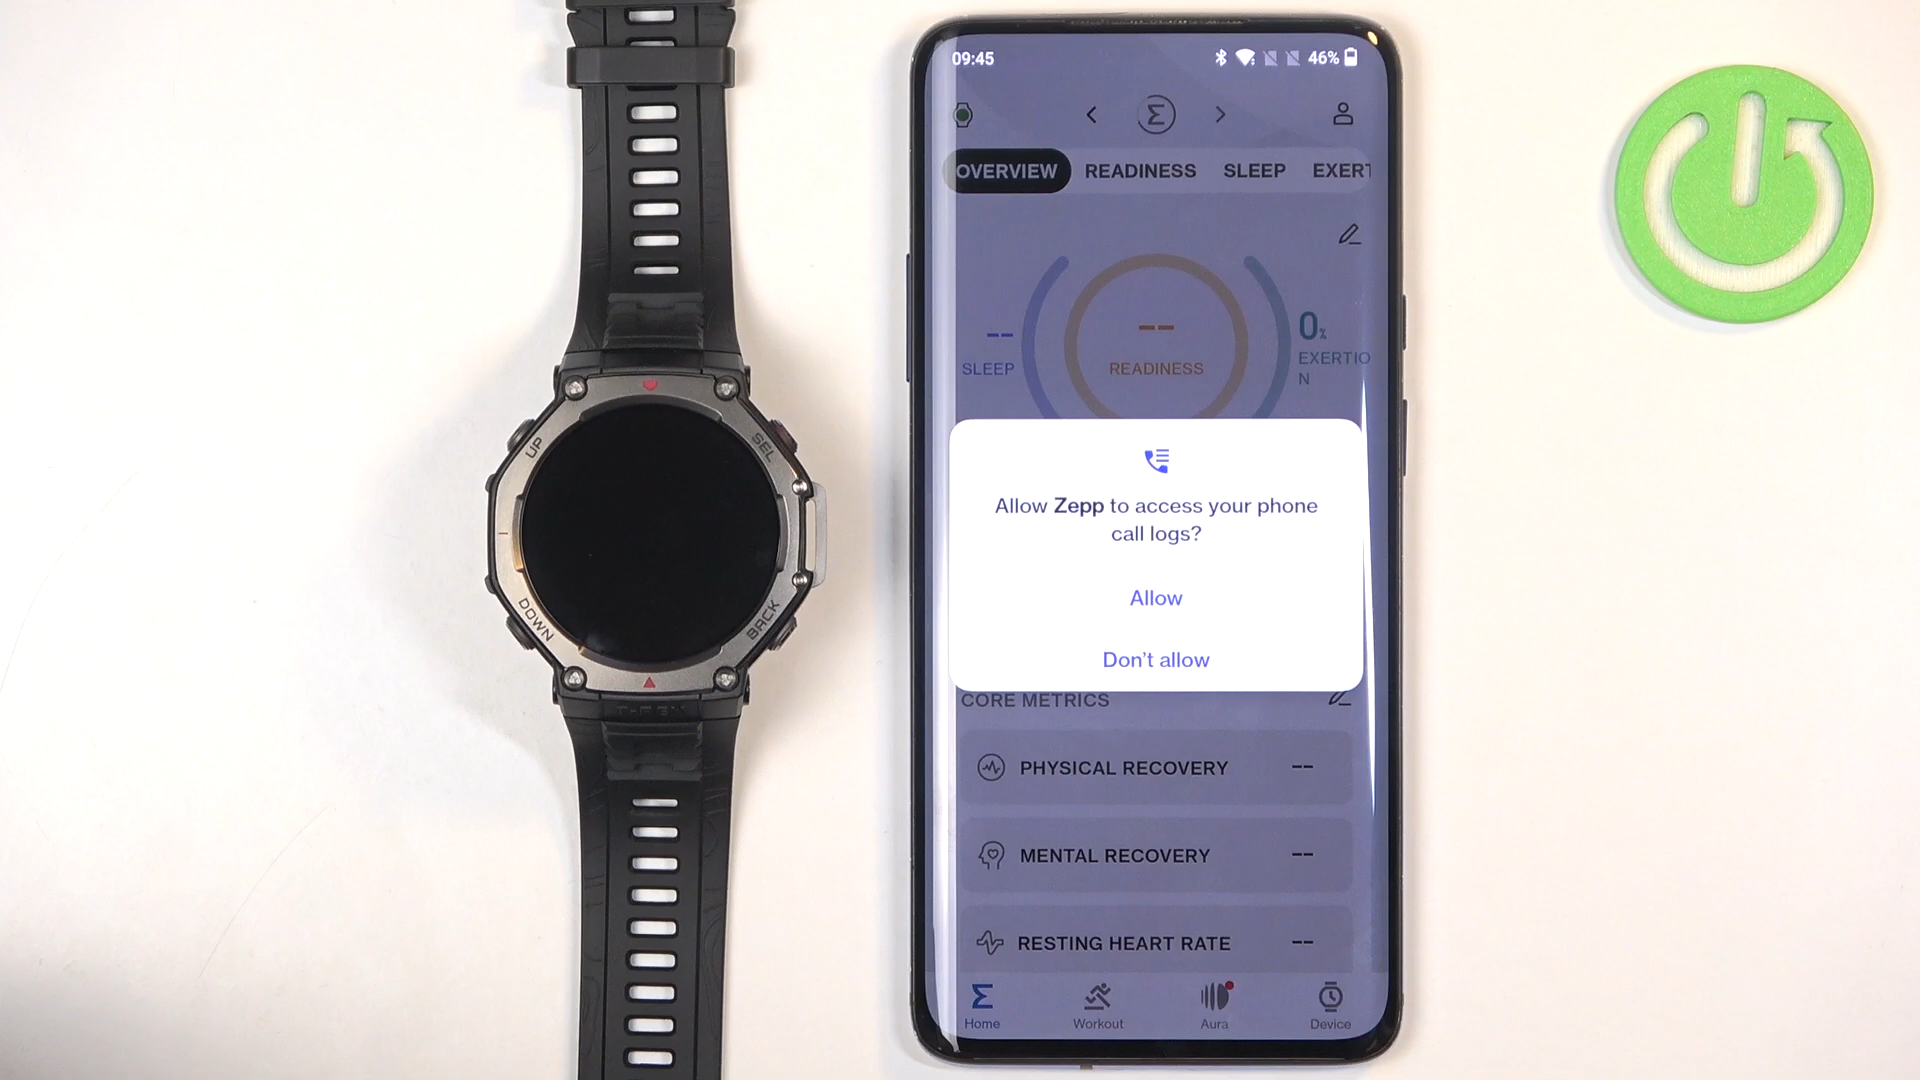 UP
SEL
DOWN
BACK
09:45
46%
OVERVIEW
READINESS
SLEEP
EXERT
--
SLEEP
--
READINESS
0%
EXERTIO
N
Allow Zepp to access your phone
call logs?
Allow
Don't allow
CORE METRICS
PHYSICAL RECOVERY --
MENTAL RECOVERY --
RESTING HEART RATE --
Home
Workout
Aura
Device